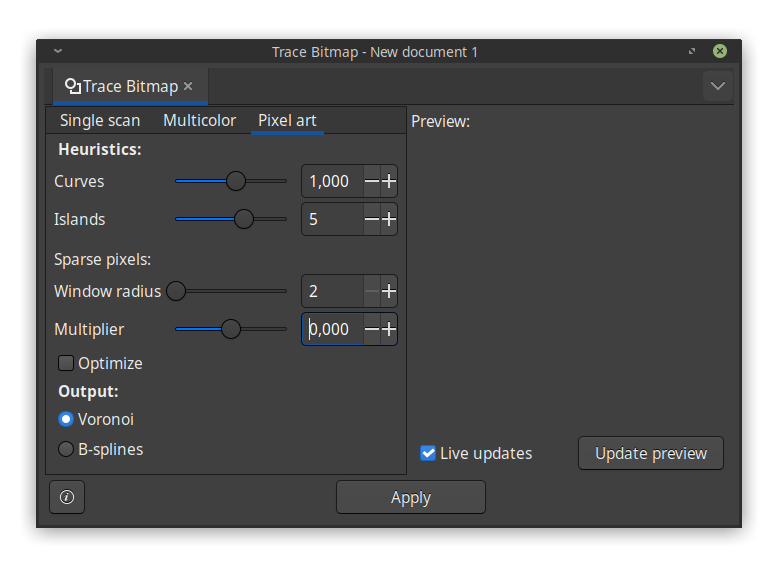 Trace Bitmap - New document 1
Trace Bitmap
Single scan Multicolor Pixel art
Preview:
Heuristics:
Curves 1,000
Islands 5
Sparse pixels:
Window radius 2
Multiplier 0,000
Optimize
Output:
Voronoi
B-splines
Live updates Update preview
Apply